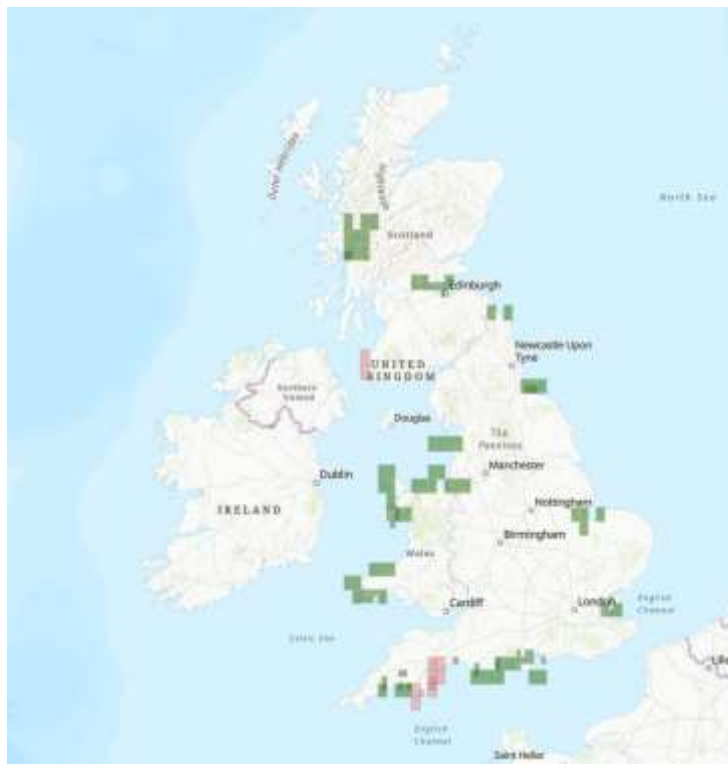 Outer Hebrides
Highlands
Scotland
North Sea
Edinburgh
Newcastle Upon
Tyne
UNITED
KINGDOM
Northern
Ireland
Douglas
The
Pennines
Dublin
Manchester
IRELAND
Nottingham
Birmingham
Wales
Cardiff
London
English
Channel
Celtic Sea
English
Channel
Saint Helier